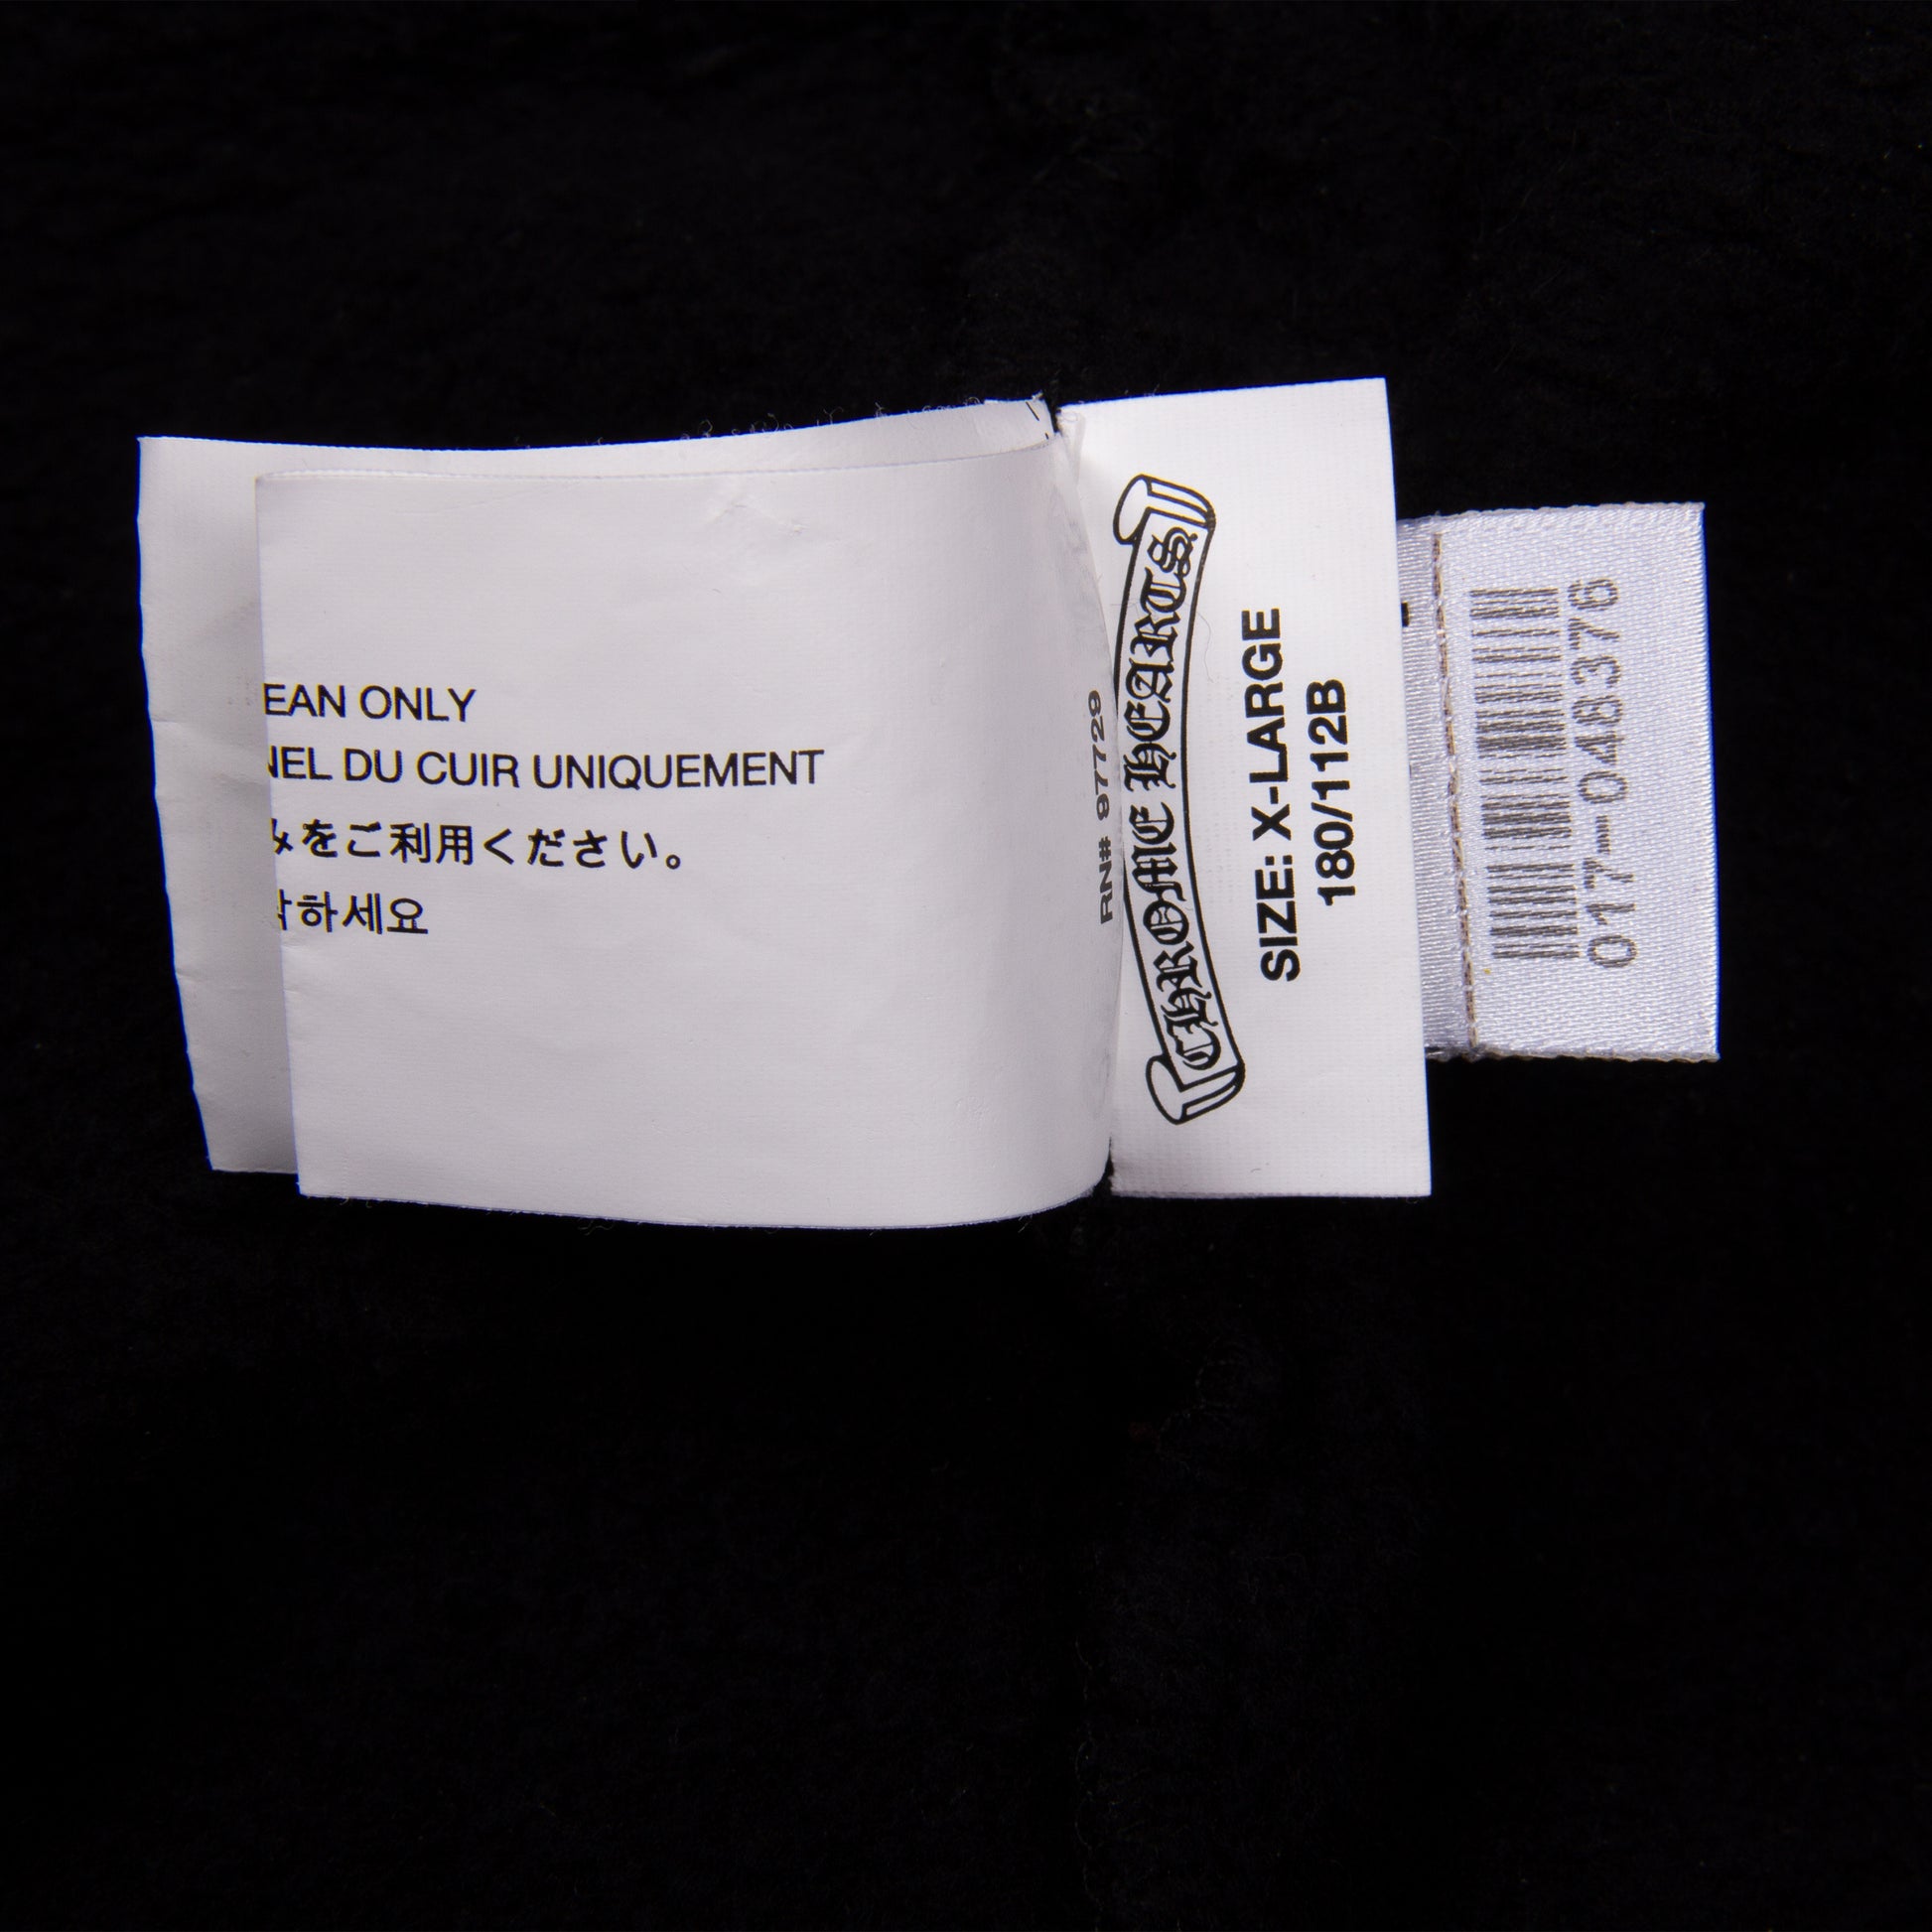 EAN ONLY
NEL DU CUIR UNIQUEMENT
みをご利用ください。
하세요
RN# 97729
CHROME HEARTS
SIZE: X-LARGE
180/112B
017-048376